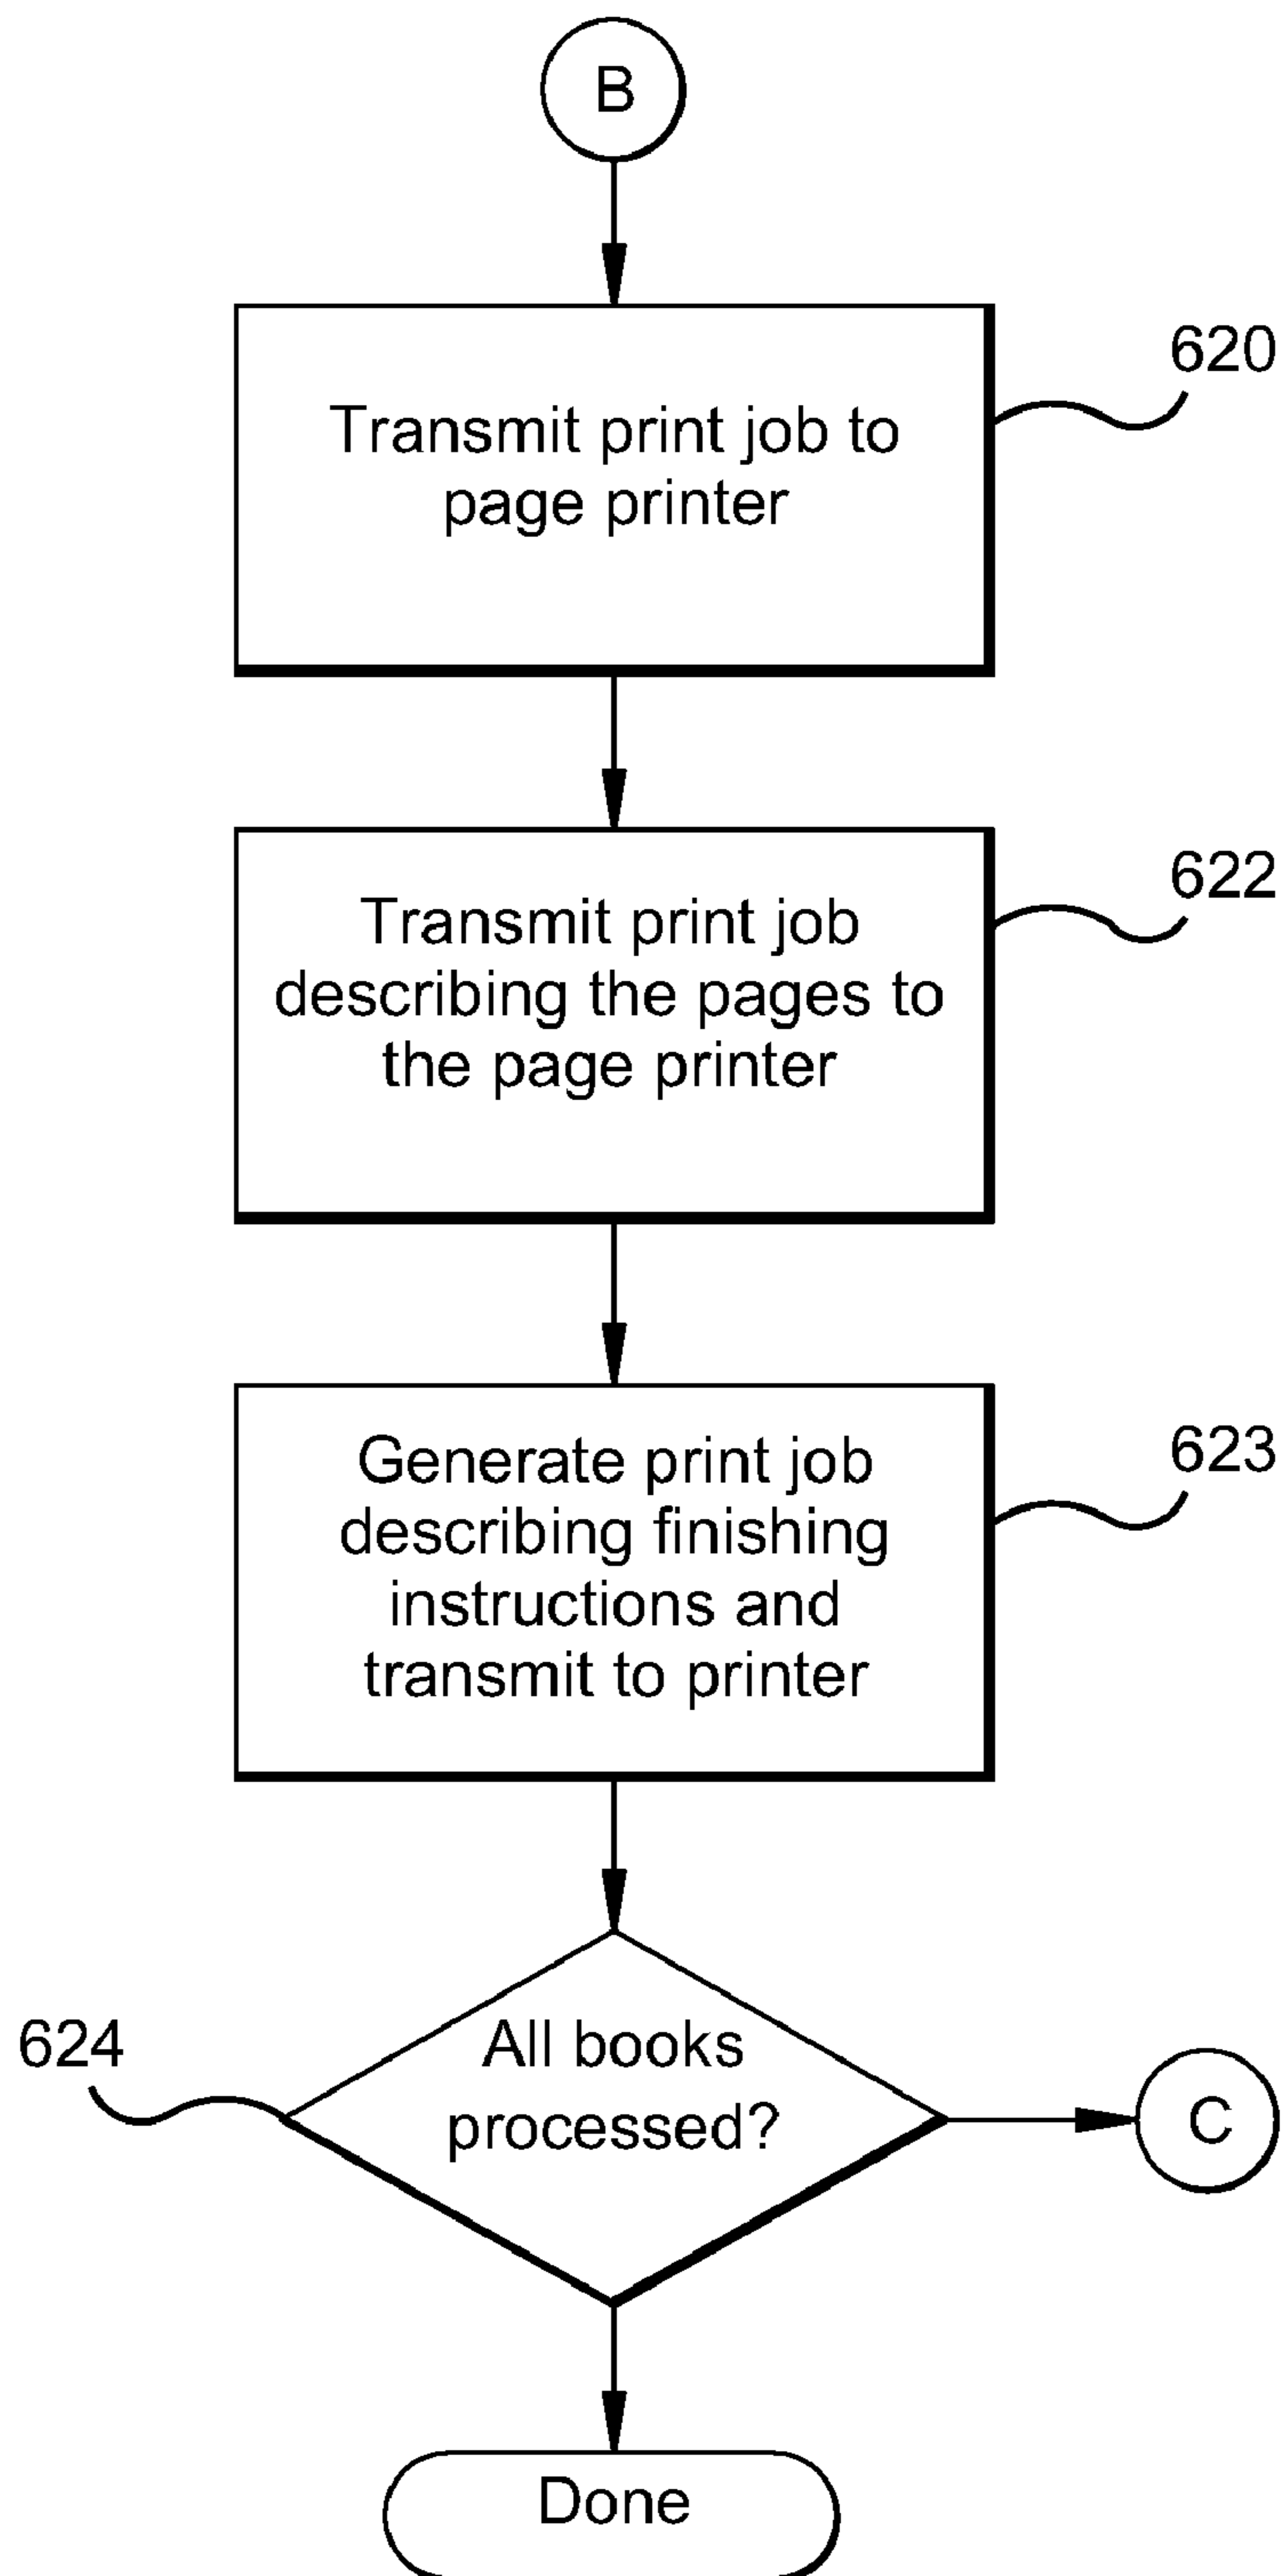 B
620
Transmit print job to
page printer
622
Transmit print job
describing the pages to
the page printer
623
Generate print job
describing finishing
instructions and
transmit to printer
624
All books
processed?
C
Done